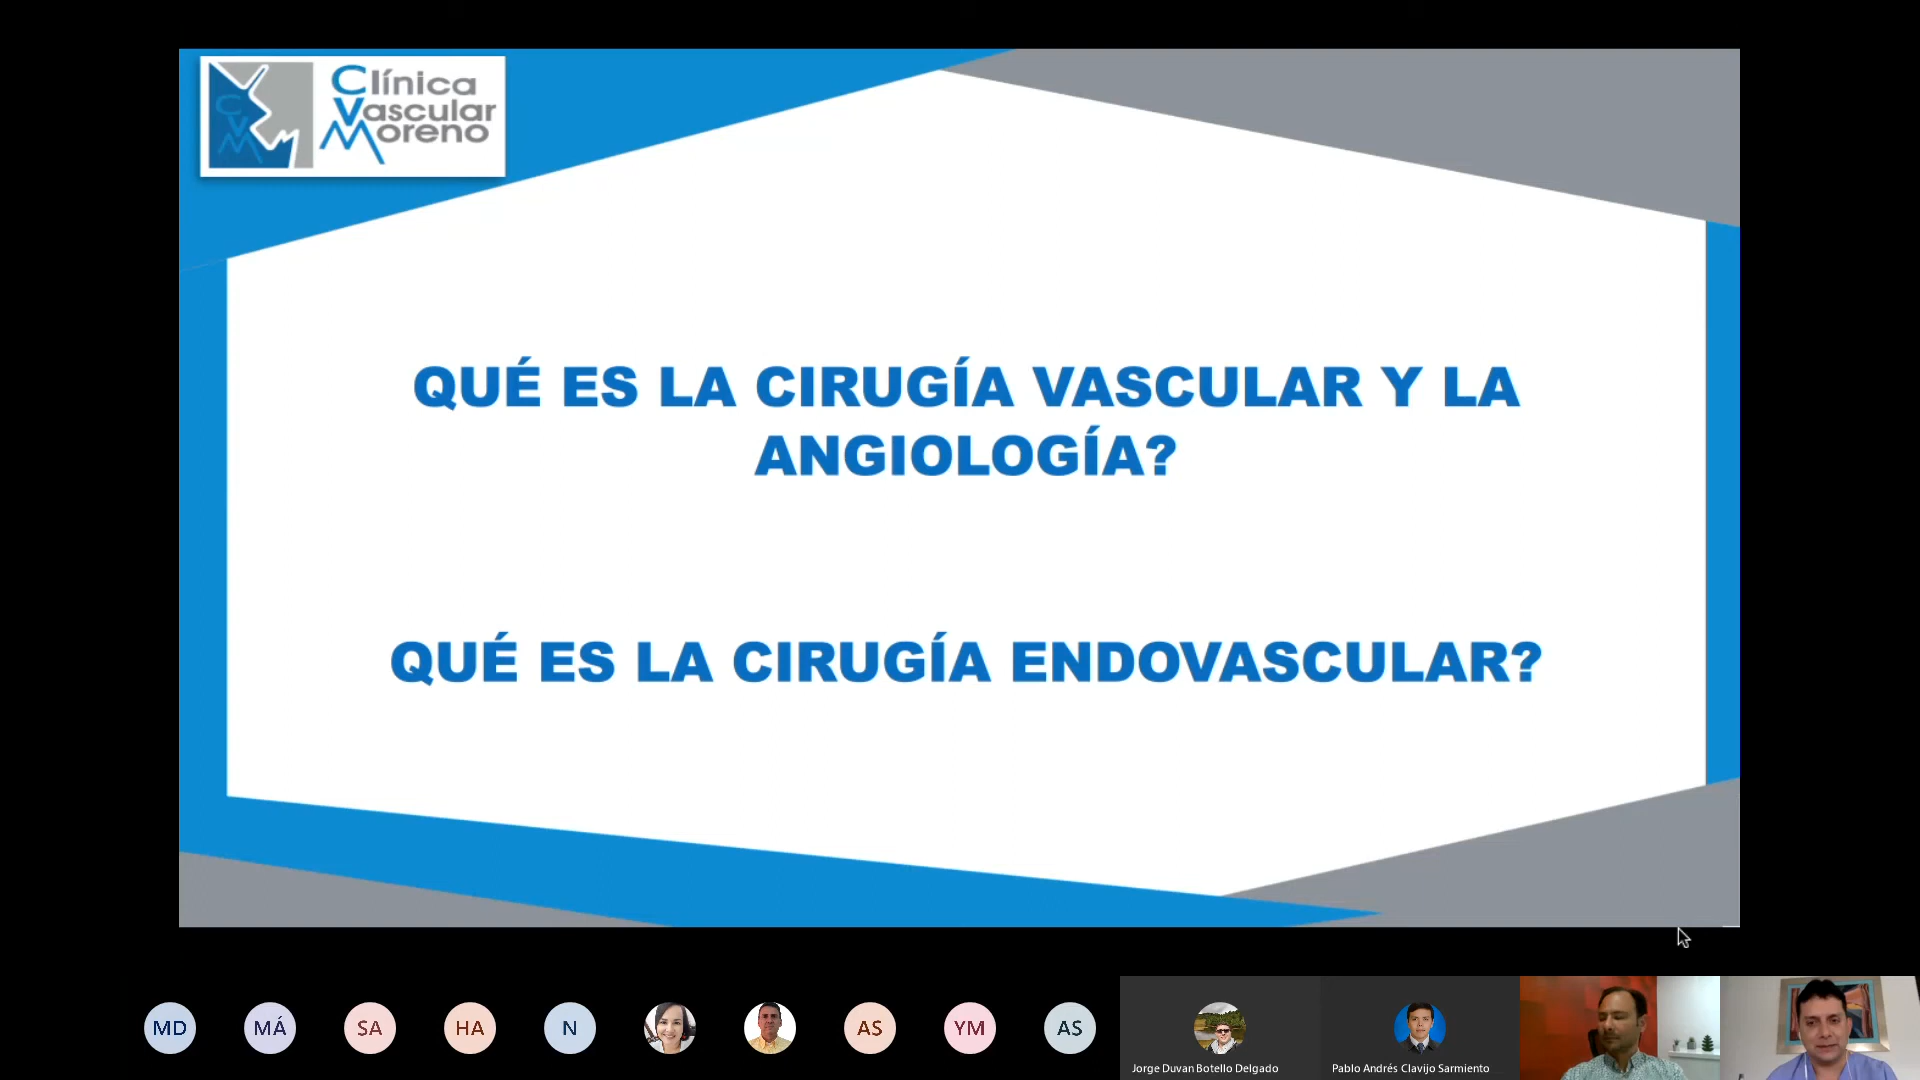 CVM
Clínica
Vascular
Moreno
QUÉ ES LA CIRUGÍA VASCULAR Y LA
ANGIOLOGÍA?
QUÉ ES LA CIRUGÍA ENDOVASCULAR?
MD
MÁ
SA
HA
N
AS
YM
AS
Jorge Duvan Botello Delgado
Pablo Andrés Clavijo Sarmiento